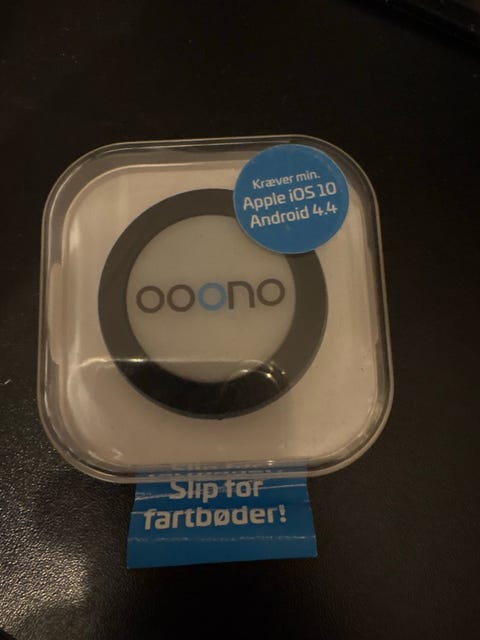 Kræver min.
Apple iOS 10
Android 4.4
ooono
Slip for
fartbøder!